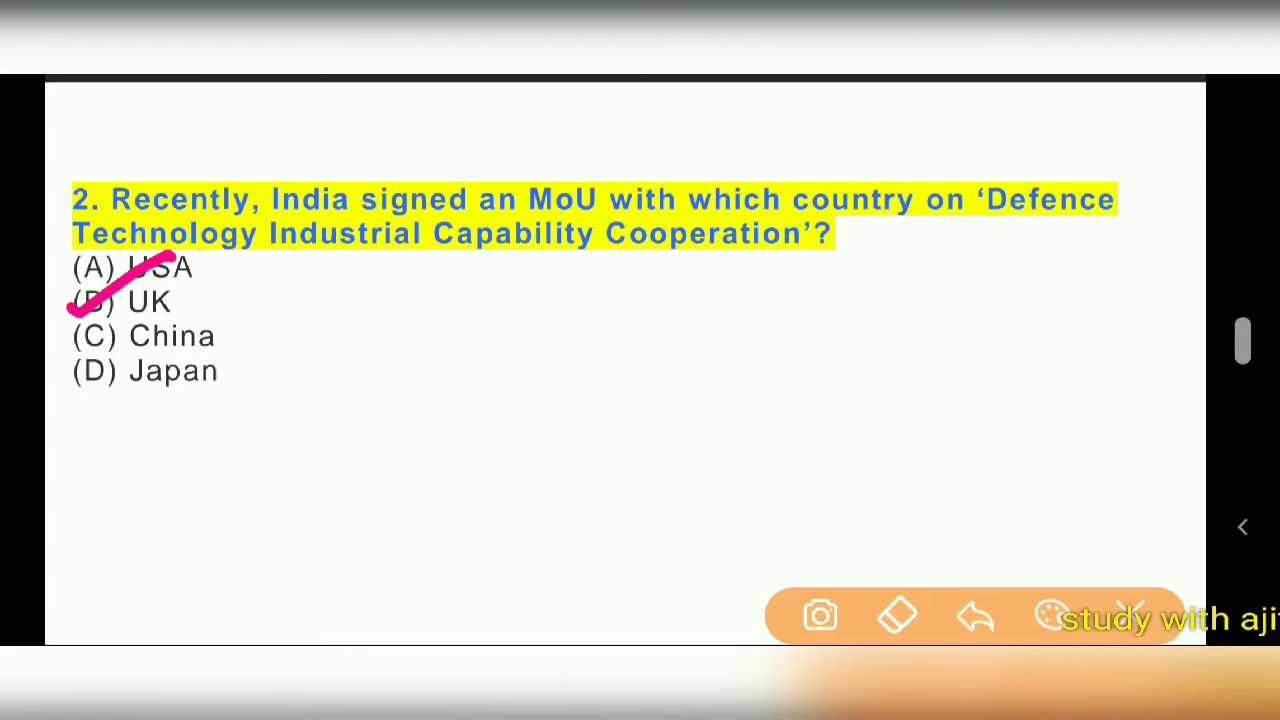 2. Recently, India signed an MoU with which country on ‘Defence
Technology Industrial Capability Cooperation’?
(A) USA
(B) UK
(C) China
(D) Japan
study with aji